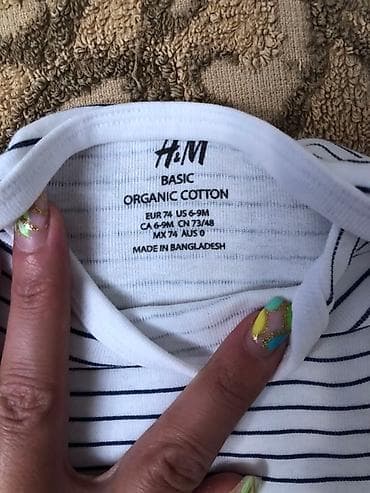 H&M
BASIC
ORGANIC COTTON
EUR 74 US 6-9M
CA 6-9M CN 73/48
MX 74 AUS 0
MADE IN BANGLADESH